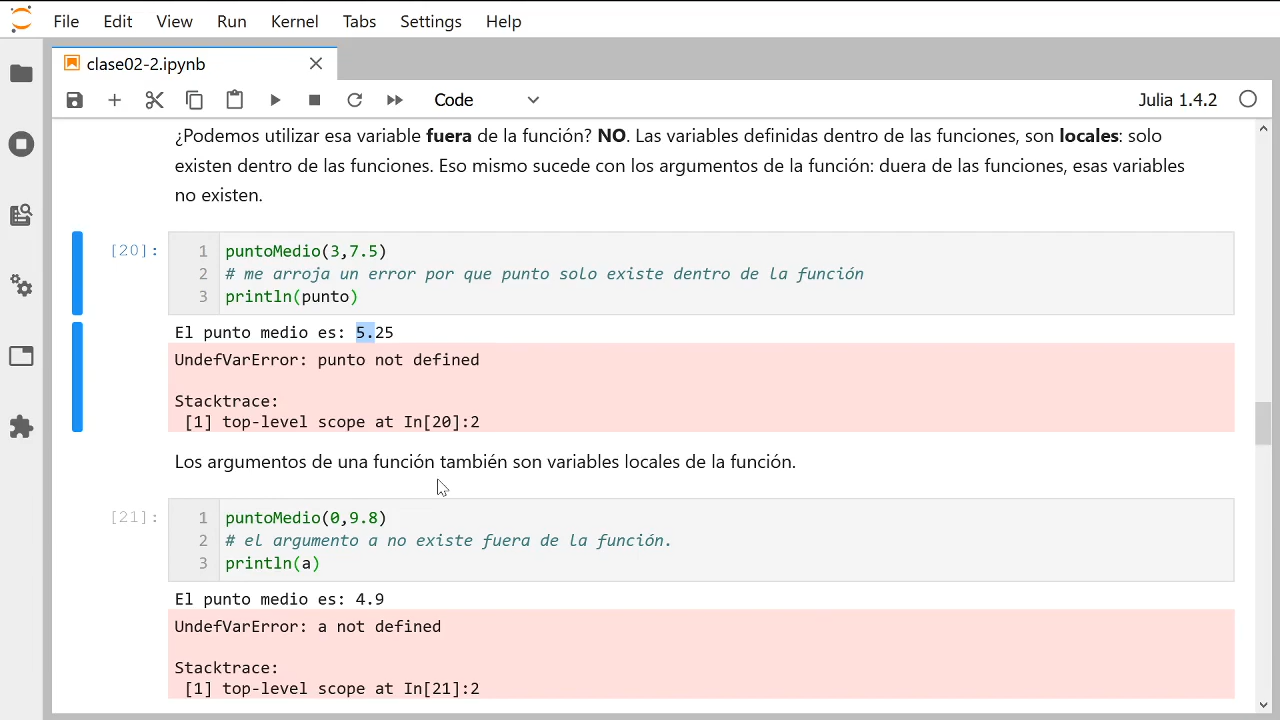 File Edit View Run Kernel Tabs Settings Help
clase02-2.ipynb
Code
Julia 1.4.2
¿Podemos utilizar esa variable fuera de la función? NO. Las variables definidas dentro de las funciones, son locales: solo
existen dentro de las funciones. Eso mismo sucede con los argumentos de la función: duera de las funciones, esas variables
no existen.
[20]:
1 puntoMedio(3,7.5)
2 # me arroja un error por que punto solo existe dentro de la función
3 println(punto)
El punto medio es: 5.25
UndefVarError: punto not defined
Stacktrace:
[1] top-level scope at In[20]:2
Los argumentos de una función también son variables locales de la función.
[21]:
1 puntoMedio(0,9.8)
2 # el argumento a no existe fuera de la función.
3 println(a)
El punto medio es: 4.9
UndefVarError: a not defined
Stacktrace:
[1] top-level scope at In[21]:2